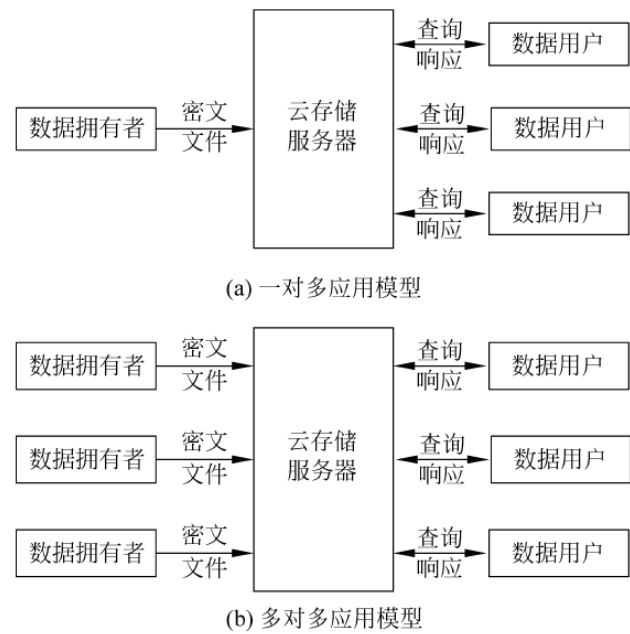 查询
响应
数据用户
数据拥有者
密文
文件
云存储
服务器
查询
响应
数据用户
查询
响应
数据用户
(a) 一对多应用模型
数据拥有者
密文
文件
查询
响应
数据用户
数据拥有者
密文
文件
云存储
服务器
查询
响应
数据用户
数据拥有者
密文
文件
查询
响应
数据用户
(b) 多对多应用模型